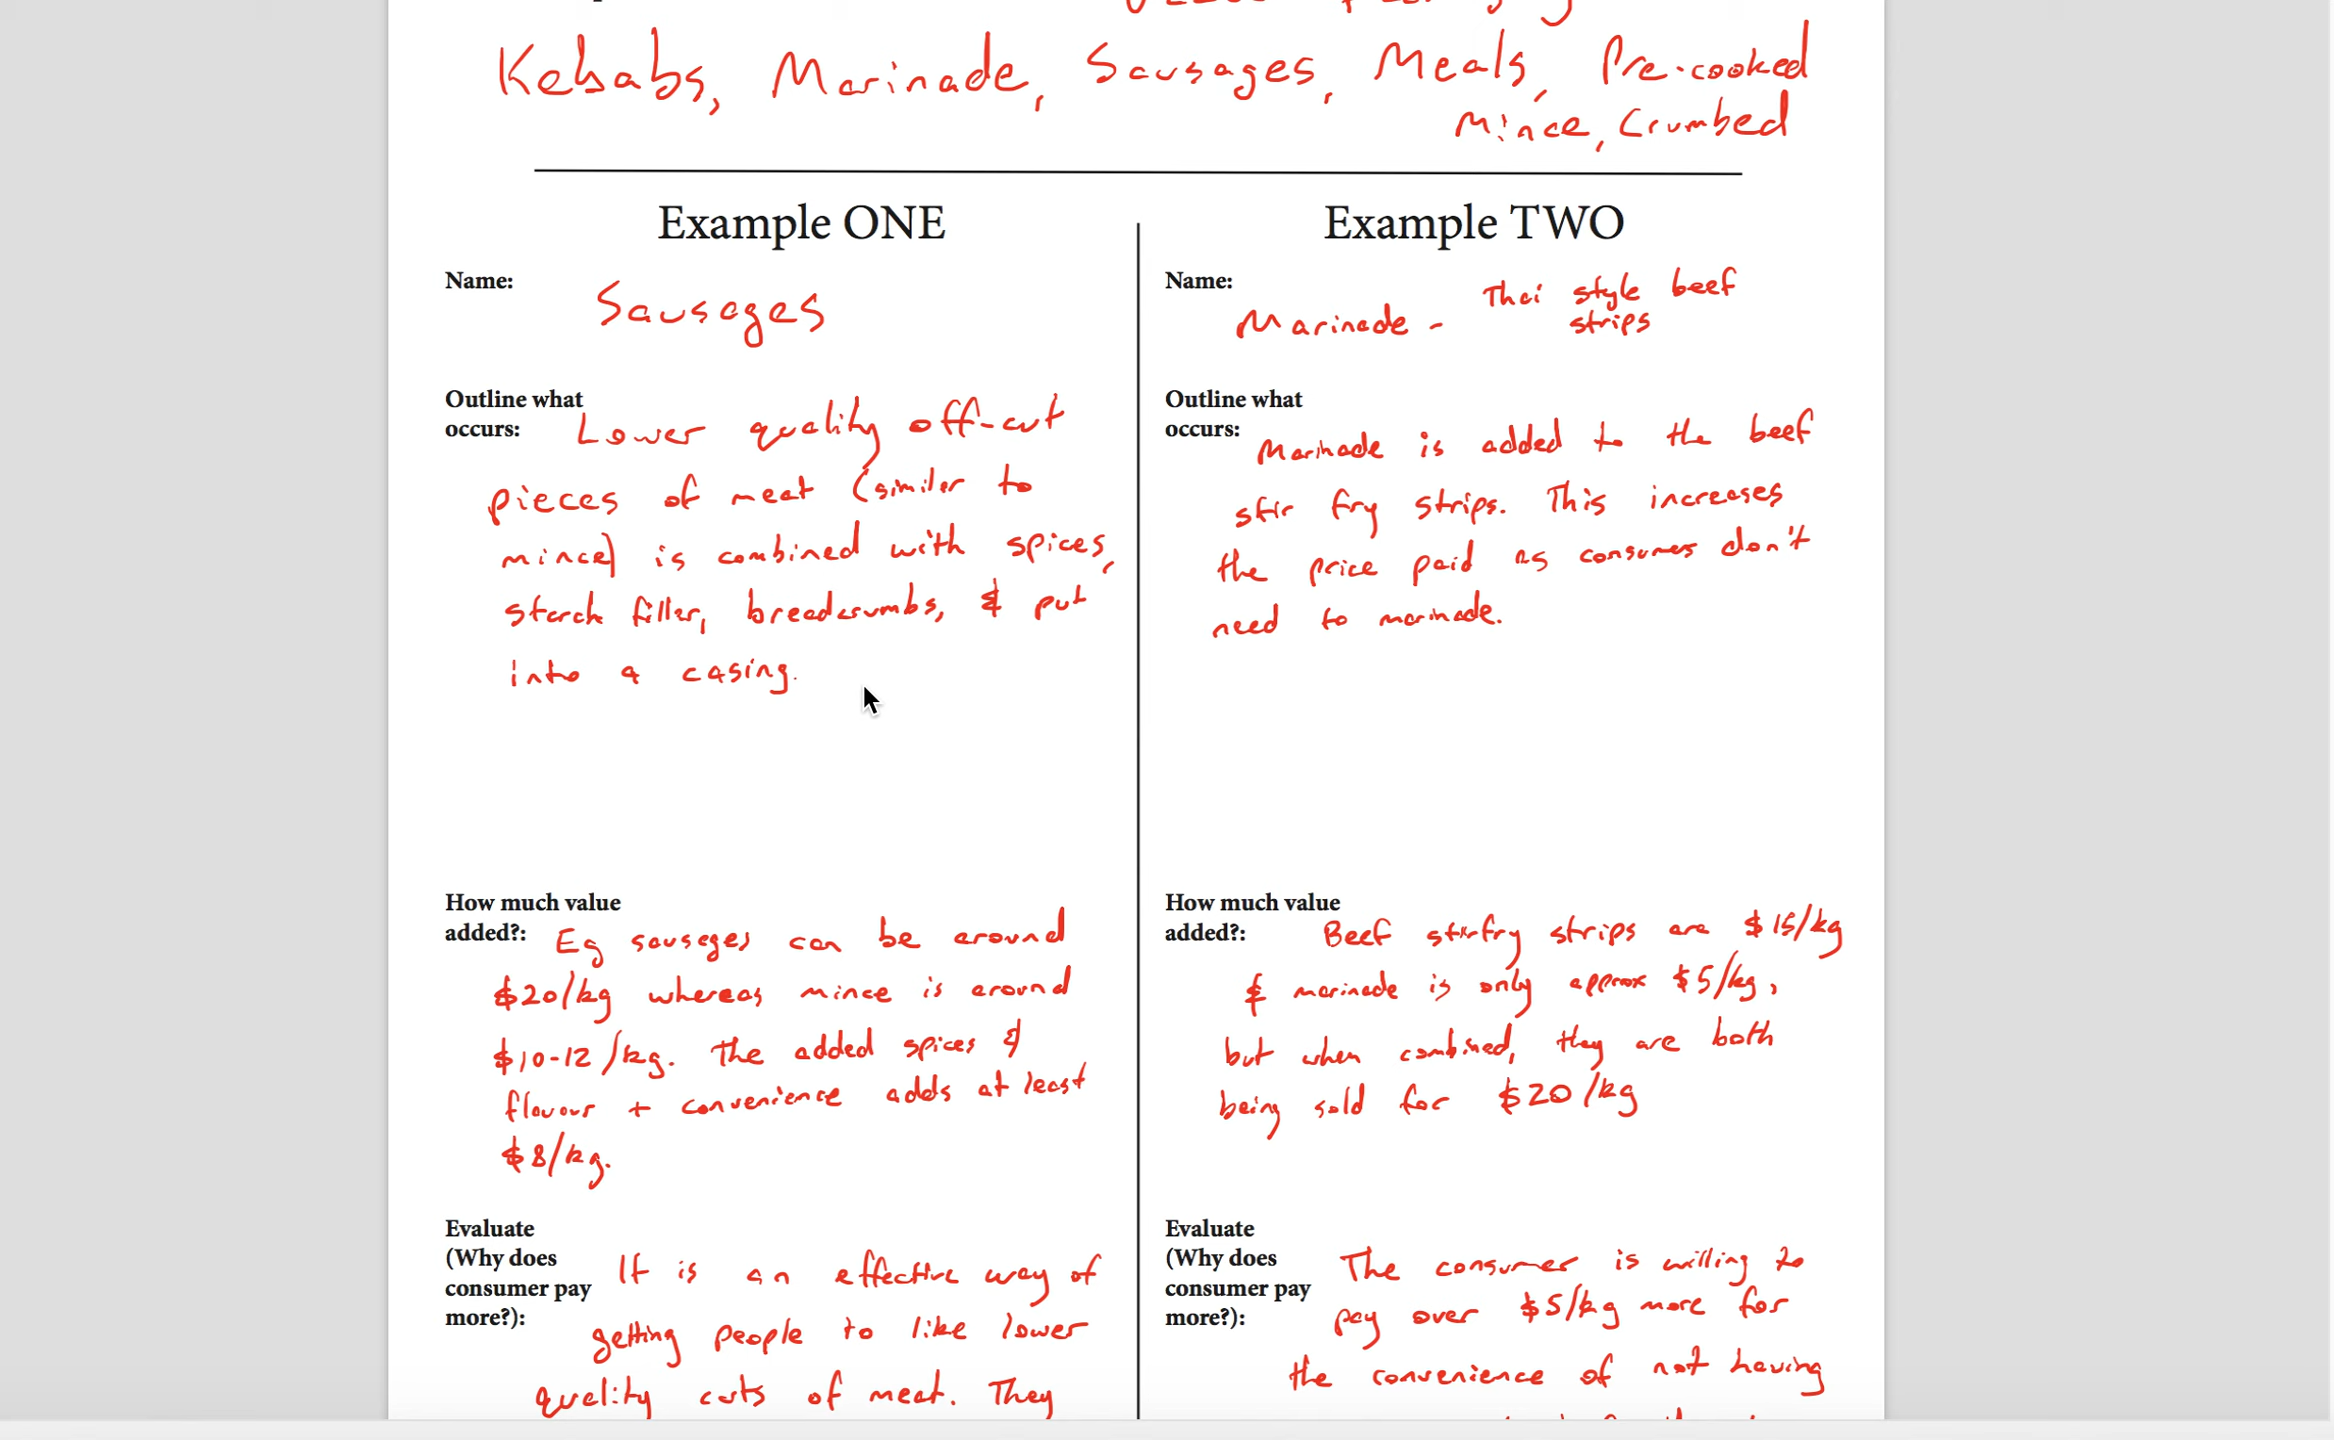 Kebabs, Marinade, Sausages, Meals, Pre-cooked
Mince, Crumbed
Example ONE
Name: Sausages
Outline what
occurs: Lower quality off-cut
pieces of meat (similar to
mince) is combined with spices,
starch filler, breadcrumbs, & put
into a casing.
How much value
added?: Eg sausages can be around
$20/kg whereas mince is around
$10-12/kg. The added spices &
flavour + convenience adds at least
$8/kg.
Evaluate
(Why does
consumer pay
more?): It is an effective way of
getting people to like lower
quality cuts of meat. They
Example TWO
Name: Marinade - Thai style beef
strips
Outline what
occurs: Marinade is added to the beef
stir fry strips. This increases
the price paid as consumers don't
need to marinade.
How much value
added?: Beef stirfry strips are $15/kg
& marinade is only approx $5/kg,
but when combined, they are both
being sold for $20/kg
Evaluate
(Why does
consumer pay
more?): The consumer is willing to
pay over $5/kg more for
the convenience of not having